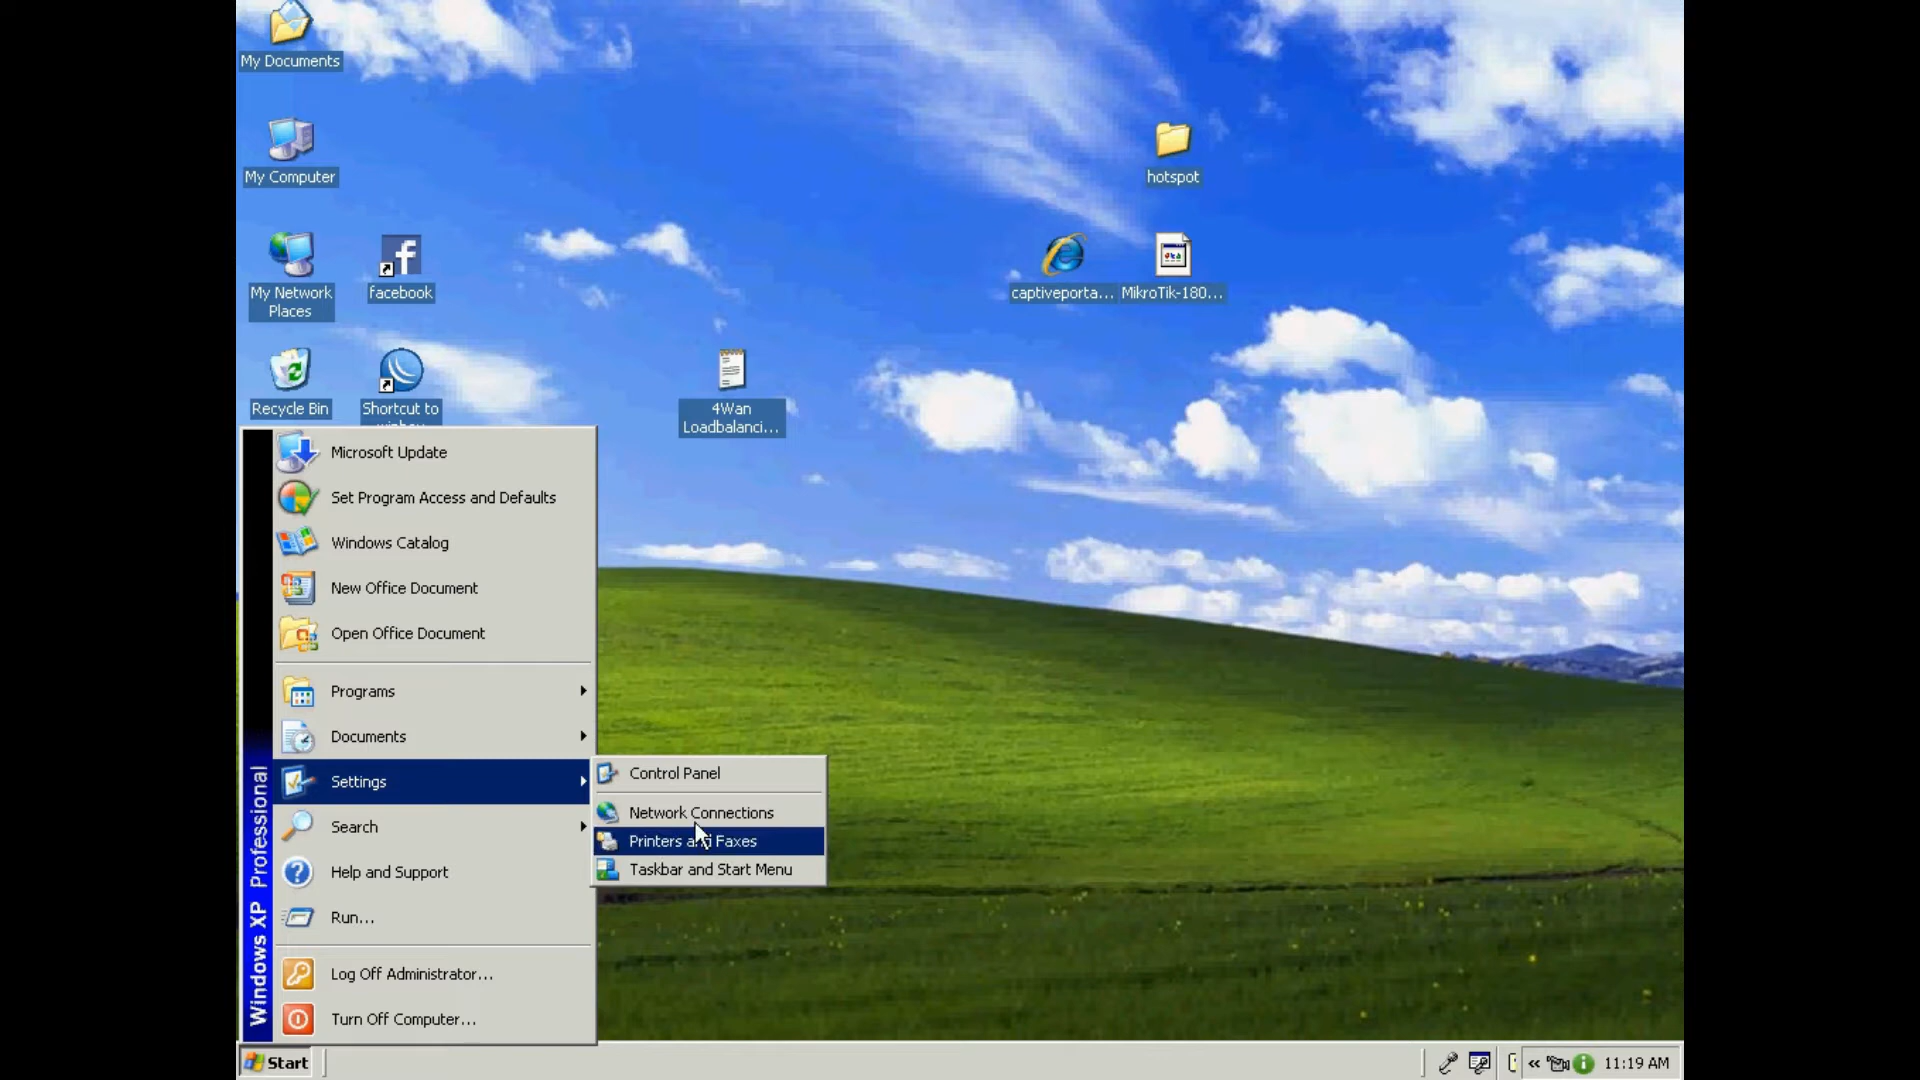 My Documents
My Computer
hotspot
My Network
Places
facebook
captiveporta...
MikroTik-180...
Recycle Bin
Shortcut to
4Wan
Loadbalanci...
Microsoft Update
Set Program Access and Defaults
Windows Catalog
New Office Document
Open Office Document
Programs
Documents
Settings
Search
Help and Support
Run...
Log Off Administrator...
Turn Off Computer...
Control Panel
Network Connections
Printers and Faxes
Taskbar and Start Menu
Windows XP Professional
Start
11:19 AM